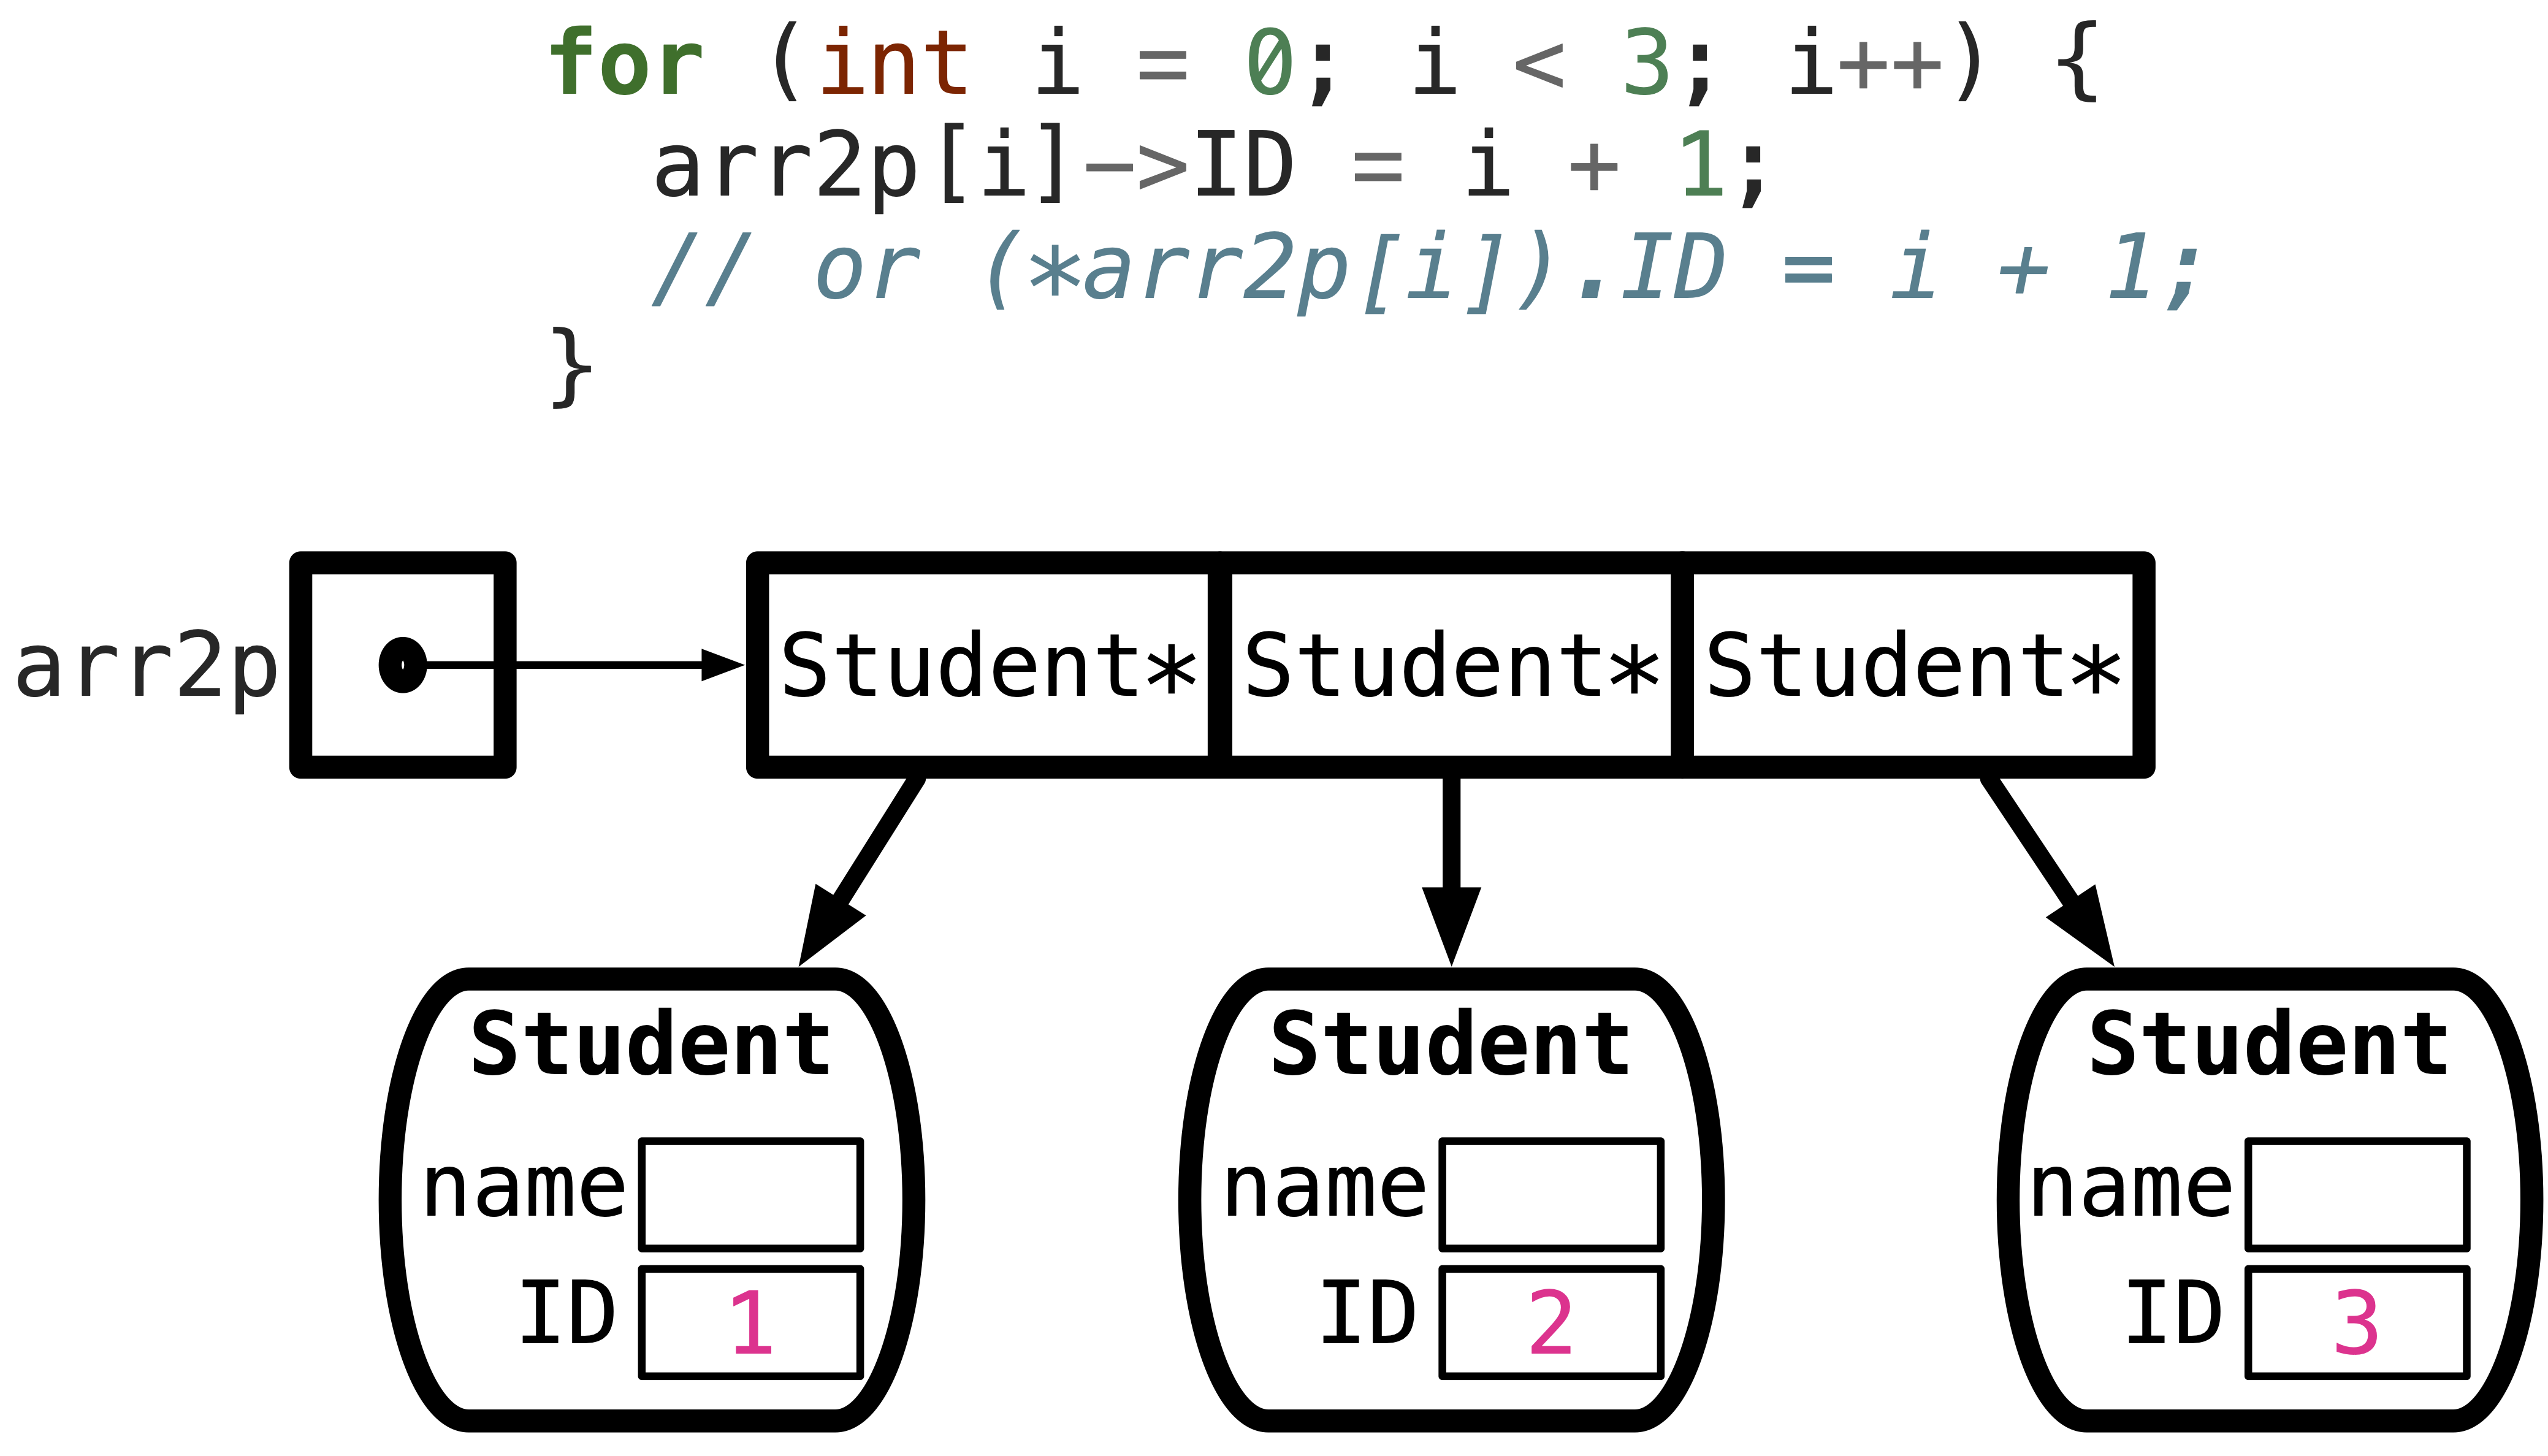 for (int i = 0; i < 3; i++) {
arr2p[i]->ID = i + 1;
// or (*arr2p[i]).ID = i + 1;
}
arr2p Student* Student* Student*
Student Student Student
name name name
ID 1 ID 2 ID 3